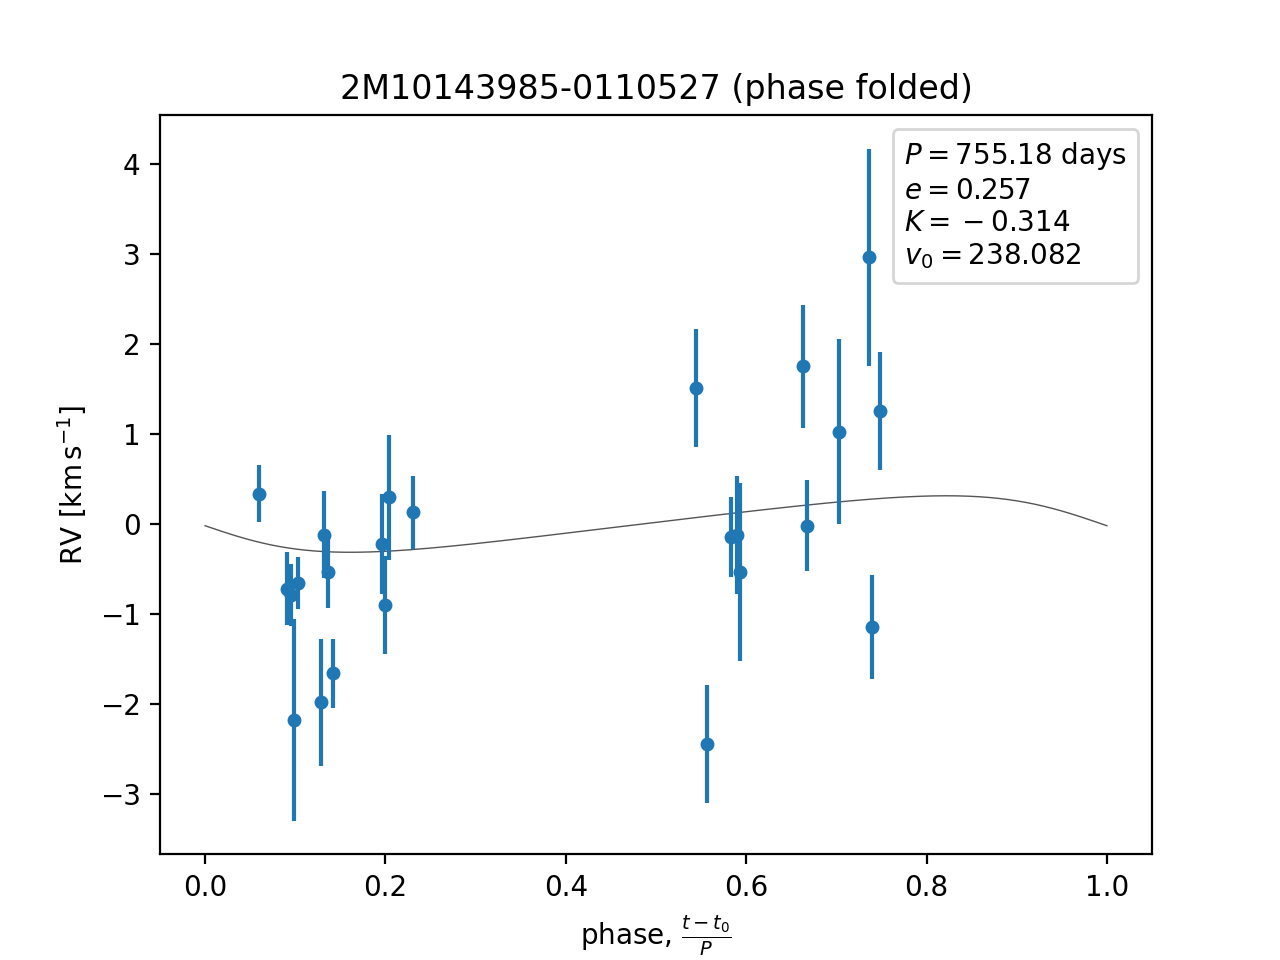 2M10143985-0110527 (phase folded)
P = 755.18 days
e = 0.257
K = −0.314
v₀ = 238.082
RV [km s⁻¹]
4
3
2
1
0
−1
−2
−3
0.0 0.2 0.4 0.6 0.8 1.0
phase, (t − t₀)/P